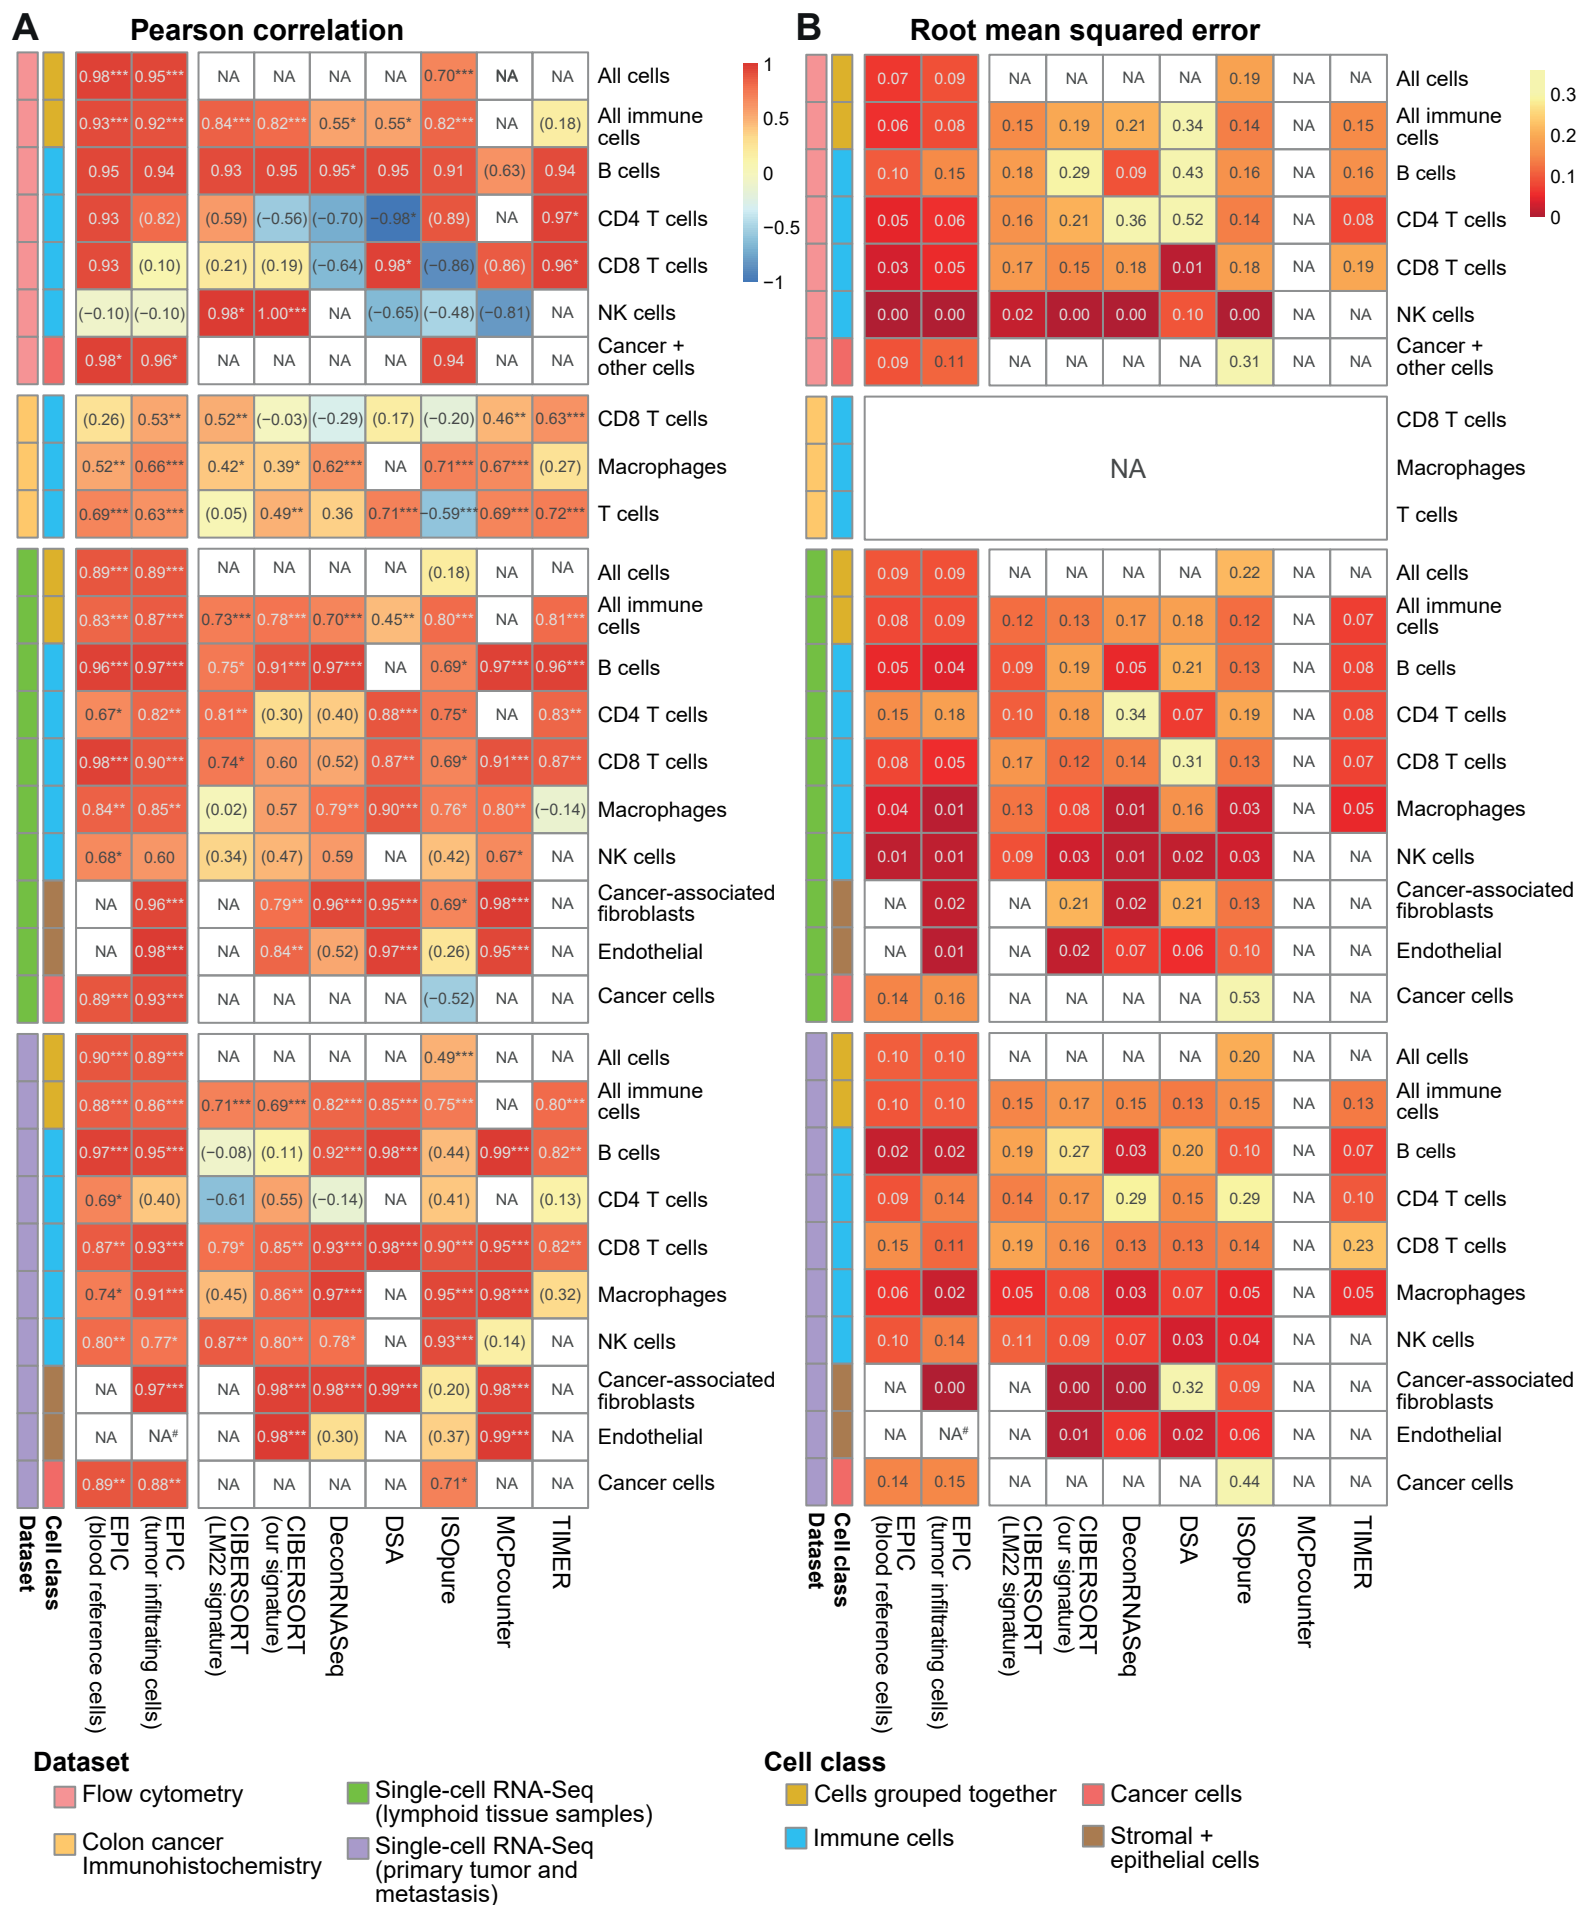 A
Pearson correlation
0.98*** 0.95*** NA NA NA NA 0.70*** NA NA All cells
0.93*** 0.92*** 0.84*** 0.82*** 0.55* 0.55* 0.82*** NA (0.18) All immune
cells
0.95 0.94 0.93 0.95 0.95* 0.95 0.91 (0.63) 0.94 B cells
0.93 (0.82) (0.59) (−0.56) (−0.70) −0.98* (0.89) NA 0.97* CD4 T cells
0.93 (0.10) (0.21) (0.19) (−0.64) 0.98* (−0.86) (0.86) 0.96* CD8 T cells
(−0.10) (−0.10) 0.98* 1.00*** NA (−0.65) (−0.48) (−0.81) NA NK cells
0.98* 0.96* NA NA NA NA 0.94 NA NA Cancer +
other cells
1
0.5
0
−0.5
−1
(0.26) 0.53** 0.52** (−0.03) (−0.29) (0.17) (−0.20) 0.46** 0.63*** CD8 T cells
0.52** 0.66*** 0.42* 0.39* 0.62*** NA 0.71*** 0.67*** (0.27) Macrophages
0.69*** 0.63*** (0.05) 0.49** 0.36 0.71*** −0.59*** 0.69*** 0.72*** T cells
0.89*** 0.89*** NA NA NA NA (0.18) NA NA All cells
0.83*** 0.87*** 0.73*** 0.78*** 0.70*** 0.45** 0.80*** NA 0.81*** All immune
cells
0.96*** 0.97*** 0.75* 0.91*** 0.97*** NA 0.69* 0.97*** 0.96*** B cells
0.67* 0.82** 0.81** (0.30) (0.40) 0.88*** 0.75* NA 0.83** CD4 T cells
0.98*** 0.90*** 0.74* 0.60 (0.52) 0.87** 0.69* 0.91*** 0.87** CD8 T cells
0.84** 0.85** (0.02) 0.57 0.79** 0.90*** 0.76* 0.80** (−0.14) Macrophages
0.68* 0.60 (0.34) (0.47) 0.59 NA (0.42) 0.67* NA NK cells
NA 0.96*** NA 0.79** 0.96*** 0.95*** 0.69* 0.98*** NA Cancer-associated
fibroblasts
NA 0.98*** NA 0.84** (0.52) 0.97*** (0.26) 0.95*** NA Endothelial
0.89*** 0.93*** NA NA NA NA (−0.52) NA NA Cancer cells
0.90*** 0.89*** NA NA NA NA 0.49*** NA NA All cells
0.88*** 0.86*** 0.71*** 0.69*** 0.82*** 0.85*** 0.75*** NA 0.80*** All immune
cells
0.97*** 0.95*** (−0.08) (0.11) 0.92*** 0.98*** (0.44) 0.99*** 0.82** B cells
0.69* (0.40) −0.61 (0.55) (−0.14) NA (0.41) NA (0.13) CD4 T cells
0.87** 0.93*** 0.79* 0.85** 0.93*** 0.98*** 0.90*** 0.95*** 0.82** CD8 T cells
0.74* 0.91*** (0.45) 0.86** 0.97*** NA 0.95*** 0.98*** (0.32) Macrophages
0.80** 0.77* 0.87** 0.80** 0.78* NA 0.93*** (0.14) NA NK cells
NA 0.97*** NA 0.98*** 0.98*** 0.99*** (0.20) 0.98*** NA Cancer-associated
fibroblasts
NA NA# NA 0.98*** (0.30) NA (0.37) 0.99*** NA Endothelial
0.89** 0.88** NA NA NA NA 0.71* NA NA Cancer cells
Dataset
Cell class
EPIC
(blood reference cells)
EPIC
(tumor infiltrating cells)
CIBERSORT
(LM22 signature)
CIBERSORT
(our signature)
DeconRNASeq
DSA
ISOpure
MCPcounter
TIMER
B
Root mean squared error
0.07 0.09 NA NA NA NA 0.19 NA NA All cells
0.06 0.08 0.15 0.19 0.21 0.34 0.14 NA 0.15 All immune
cells
0.10 0.15 0.18 0.29 0.09 0.43 0.16 NA 0.16 B cells
0.05 0.06 0.16 0.21 0.36 0.52 0.14 NA 0.08 CD4 T cells
0.03 0.05 0.17 0.15 0.18 0.01 0.18 NA 0.19 CD8 T cells
0.00 0.00 0.02 0.00 0.00 0.10 0.00 NA NA NK cells
0.09 0.11 NA NA NA NA 0.31 NA NA Cancer +
other cells
0.3
0.2
0.1
0
NA
CD8 T cells
Macrophages
T cells
0.09 0.09 NA NA NA NA 0.22 NA NA All cells
0.08 0.09 0.12 0.13 0.17 0.18 0.12 NA 0.07 All immune
cells
0.05 0.04 0.09 0.19 0.05 0.21 0.13 NA 0.08 B cells
0.15 0.18 0.10 0.18 0.34 0.07 0.19 NA 0.08 CD4 T cells
0.08 0.05 0.17 0.12 0.14 0.31 0.13 NA 0.07 CD8 T cells
0.04 0.01 0.13 0.08 0.01 0.16 0.03 NA 0.05 Macrophages
0.01 0.01 0.09 0.03 0.01 0.02 0.03 NA NA NK cells
NA 0.02 NA 0.21 0.02 0.21 0.13 NA NA Cancer-associated
fibroblasts
NA 0.01 NA 0.02 0.07 0.06 0.10 NA NA Endothelial
0.14 0.16 NA NA NA NA 0.53 NA NA Cancer cells
0.10 0.10 NA NA NA NA 0.20 NA NA All cells
0.10 0.10 0.15 0.17 0.15 0.13 0.15 NA 0.13 All immune
cells
0.02 0.02 0.19 0.27 0.03 0.20 0.10 NA 0.07 B cells
0.09 0.14 0.14 0.17 0.29 0.15 0.29 NA 0.10 CD4 T cells
0.15 0.11 0.19 0.16 0.13 0.13 0.14 NA 0.23 CD8 T cells
0.06 0.02 0.05 0.08 0.03 0.07 0.05 NA 0.05 Macrophages
0.10 0.14 0.11 0.09 0.07 0.03 0.04 NA NA NK cells
NA 0.00 NA 0.00 0.00 0.32 0.09 NA NA Cancer-associated
fibroblasts
NA NA# NA 0.01 0.06 0.02 0.06 NA NA Endothelial
0.14 0.15 NA NA NA NA 0.44 NA NA Cancer cells
Dataset
Cell class
EPIC
(blood reference cells)
EPIC
(tumor infiltrating cells)
CIBERSORT
(LM22 signature)
CIBERSORT
(our signature)
DeconRNASeq
DSA
ISOpure
MCPcounter
TIMER
Dataset
Flow cytometry
Colon cancer
Immunohistochemistry
Single-cell RNA-Seq
(lymphoid tissue samples)
Single-cell RNA-Seq
(primary tumor and
metastasis)
Cell class
Cells grouped together
Immune cells
Cancer cells
Stromal +
epithelial cells